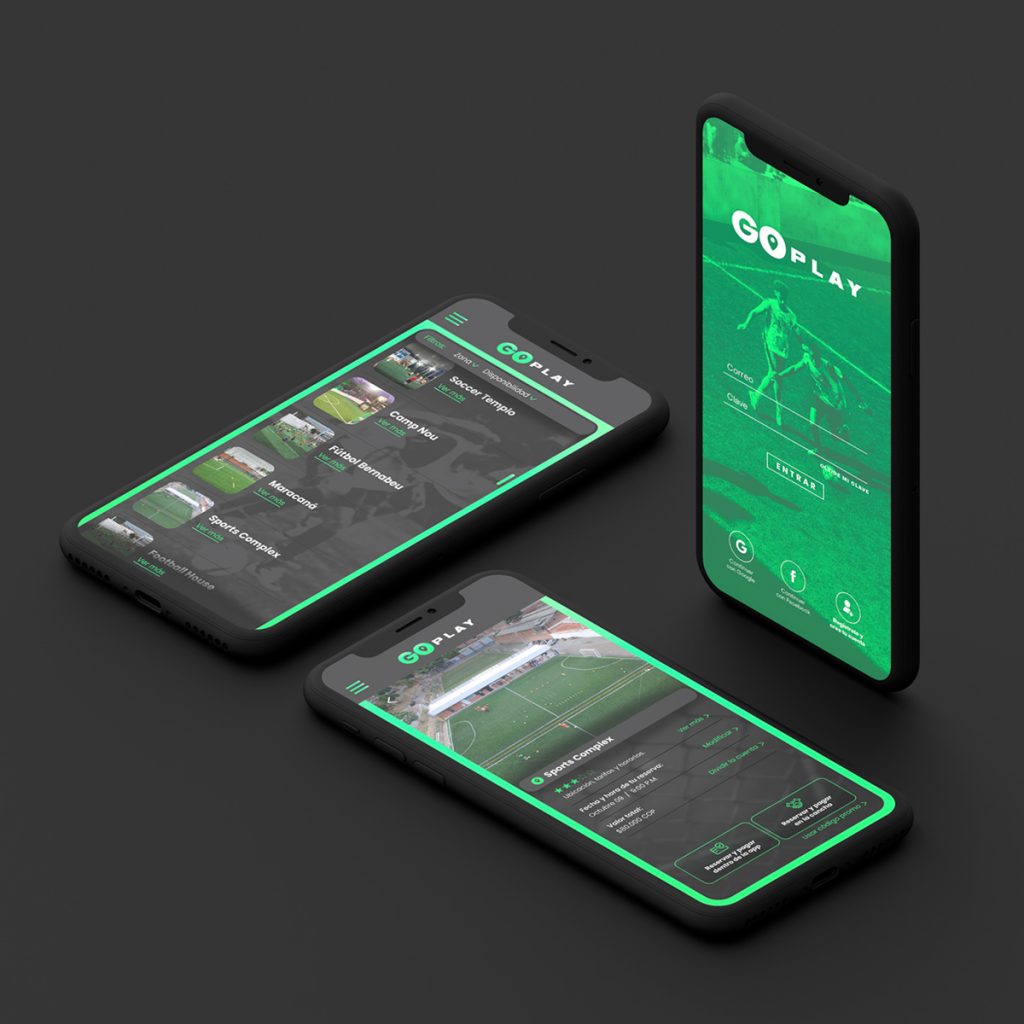 GO PLAY
Filtros:
Zona
Disponibilidad
Soccer Templo
Ver más
Camp Nou
Ver más
Fútbol Bernabeu
Ver más
Maracaná
Ver más
Sports Complex
Ver más
Football House
Ver más
GO PLAY
Correo
Clave
OLVIDÉ MI CLAVE
ENTRAR
G
Continuar
con Google
f
Continuar
con Facebook
Regístrate y
crea tu cuenta
GO PLAY
Sports Complex
Ubicación, tarifas y horarios.
Ver más >
Fecha y hora de tu reserva:
Octubre 09 / 9:00 P.M
Modificar >
Valor total:
$80.000 COP
Dividir la cuenta >
Reservar y pagar
dentro de la app
Reservar y pagar
en la cancha
Usar código promo >